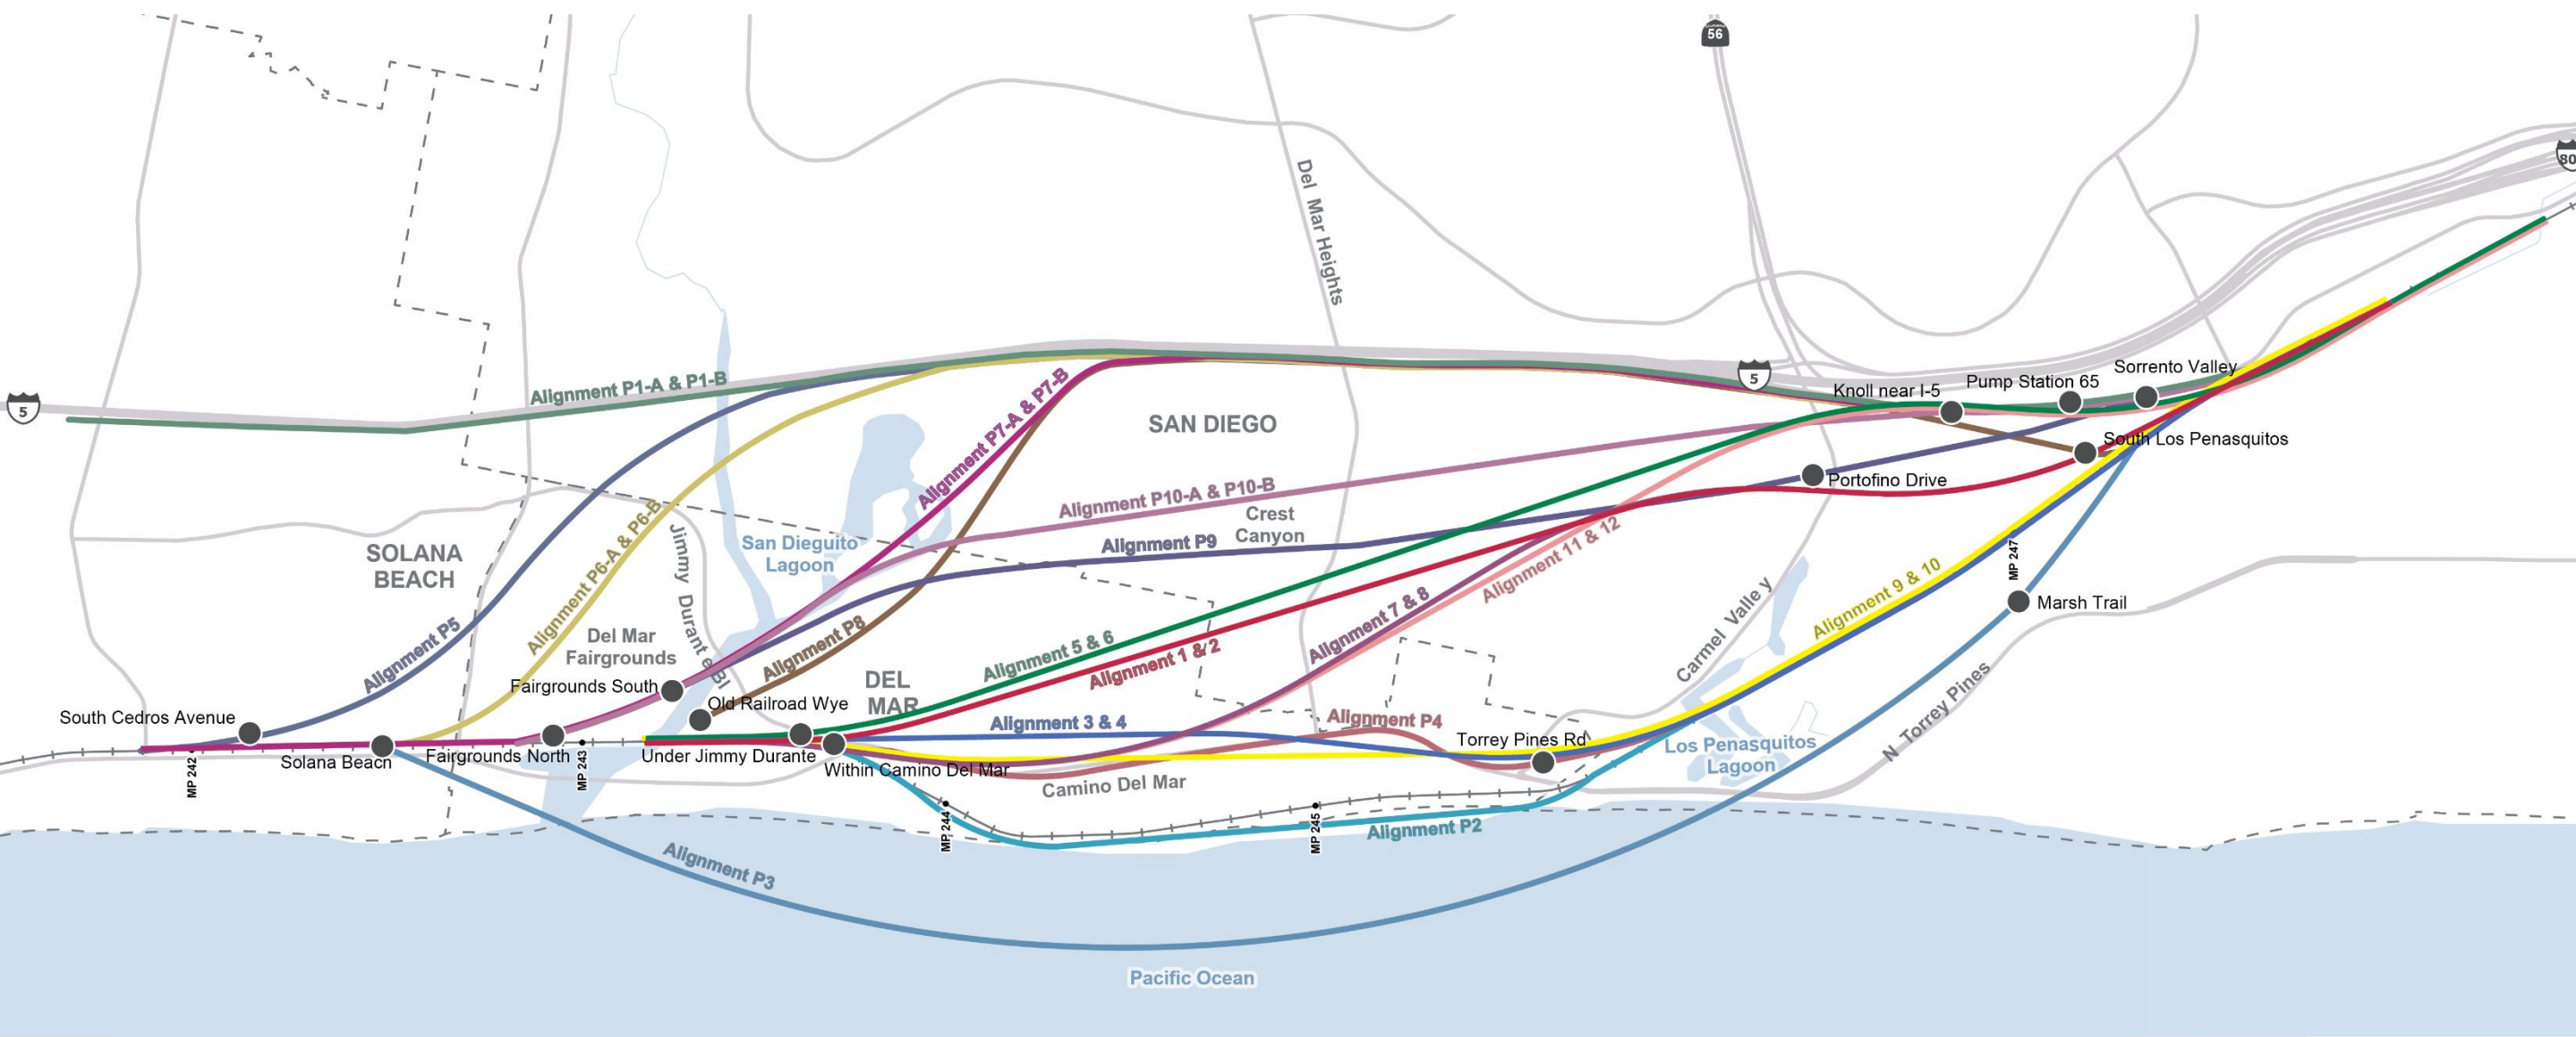 56
80
5
5
Del Mar Heights
Alignment P1-A & P1-B
Alignment P7-A & P7-B
SAN DIEGO
Knoll near I-5
Pump Station 65
Sorrento Valley
South Los Penasquitos
Portofino Drive
Alignment P10-A & P10-B
Crest
Canyon
Alignment P9
SOLANA
BEACH
Alignment P6-A & P6-B
Jimmy Durante Bl
San Dieguito
Lagoon
Alignment 11 & 12
MP 247
Marsh Trail
Alignment 9 & 10
Alignment P5
Del Mar
Fairgrounds
Alignment P8
Alignment 7 & 8
Carmel Valley
Alignment 5 & 6
Alignment 1 & 2
DEL
MAR
Fairgrounds South
Old Railroad Wye
South Cedros Avenue
Alignment 3 & 4
Alignment P4
Torrey Pines Rd
N Torrey Pines
Los Penasquitos
Lagoon
Solana Beach
Fairgrounds North
Under Jimmy Durante
Within Camino Del Mar
Camino Del Mar
MP 242
MP 243
MP 244
MP 245
Alignment P2
Alignment P3
Pacific Ocean